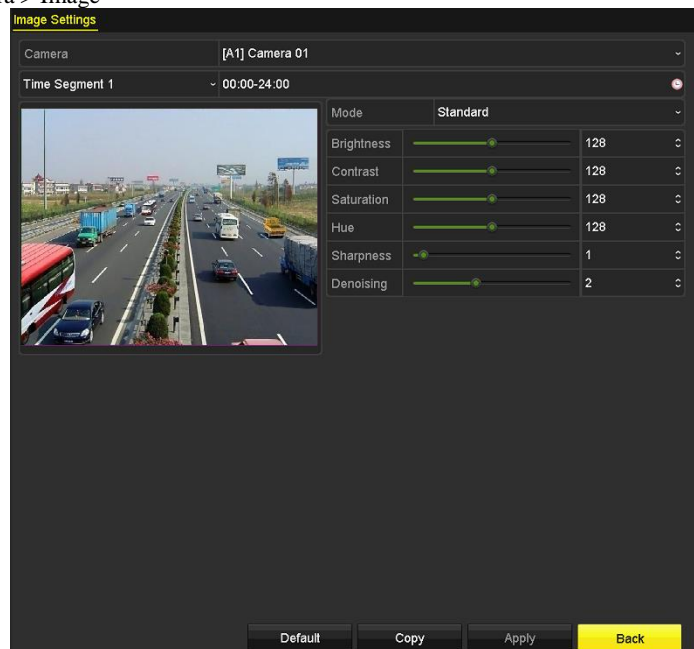 Image
Image Settings
Camera [A1] Camera 01
Time Segment 1 00:00-24:00
Mode Standard
Brightness 128
Contrast 128
Saturation 128
Hue 128
Sharpness 1
Denoising 2
Default Copy Apply Back